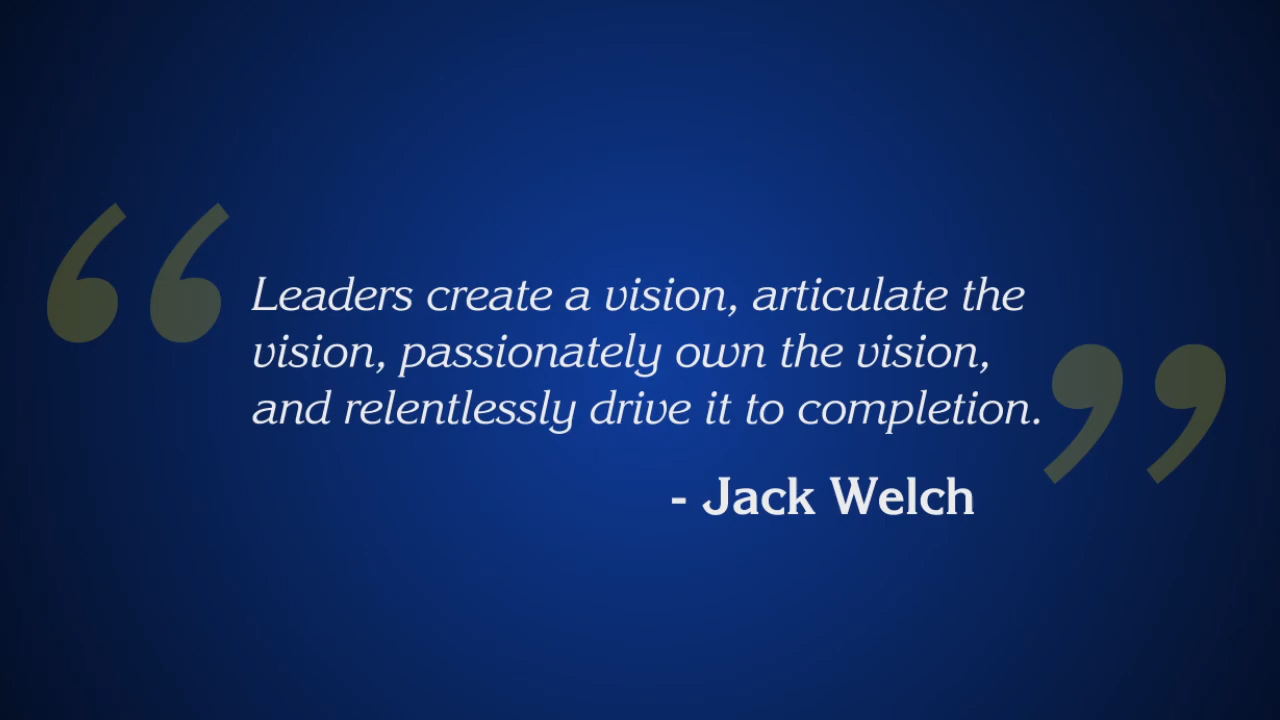 “
Leaders create a vision, articulate the
vision, passionately own the vision,
and relentlessly drive it to completion.
”
- Jack Welch